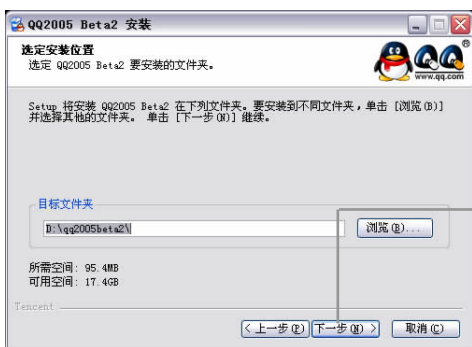 QQ2005 Beta2 安装
选定安装位置
选定 QQ2005 Beta2 要安装的文件夹。
QQ
www.qq.com
Setup 将安装 QQ2005 Beta2 在下列文件夹。要安装到不同文件夹，单击 [浏览(B)]
并选择其他的文件夹。 单击 [下一步(N)] 继续。
目标文件夹
D:\qq2005beta2\
浏览(B)...
所需空间: 95.4MB
可用空间: 17.4GB
Tencent
< 上一步(P)
下一步(N) >
取消(C)